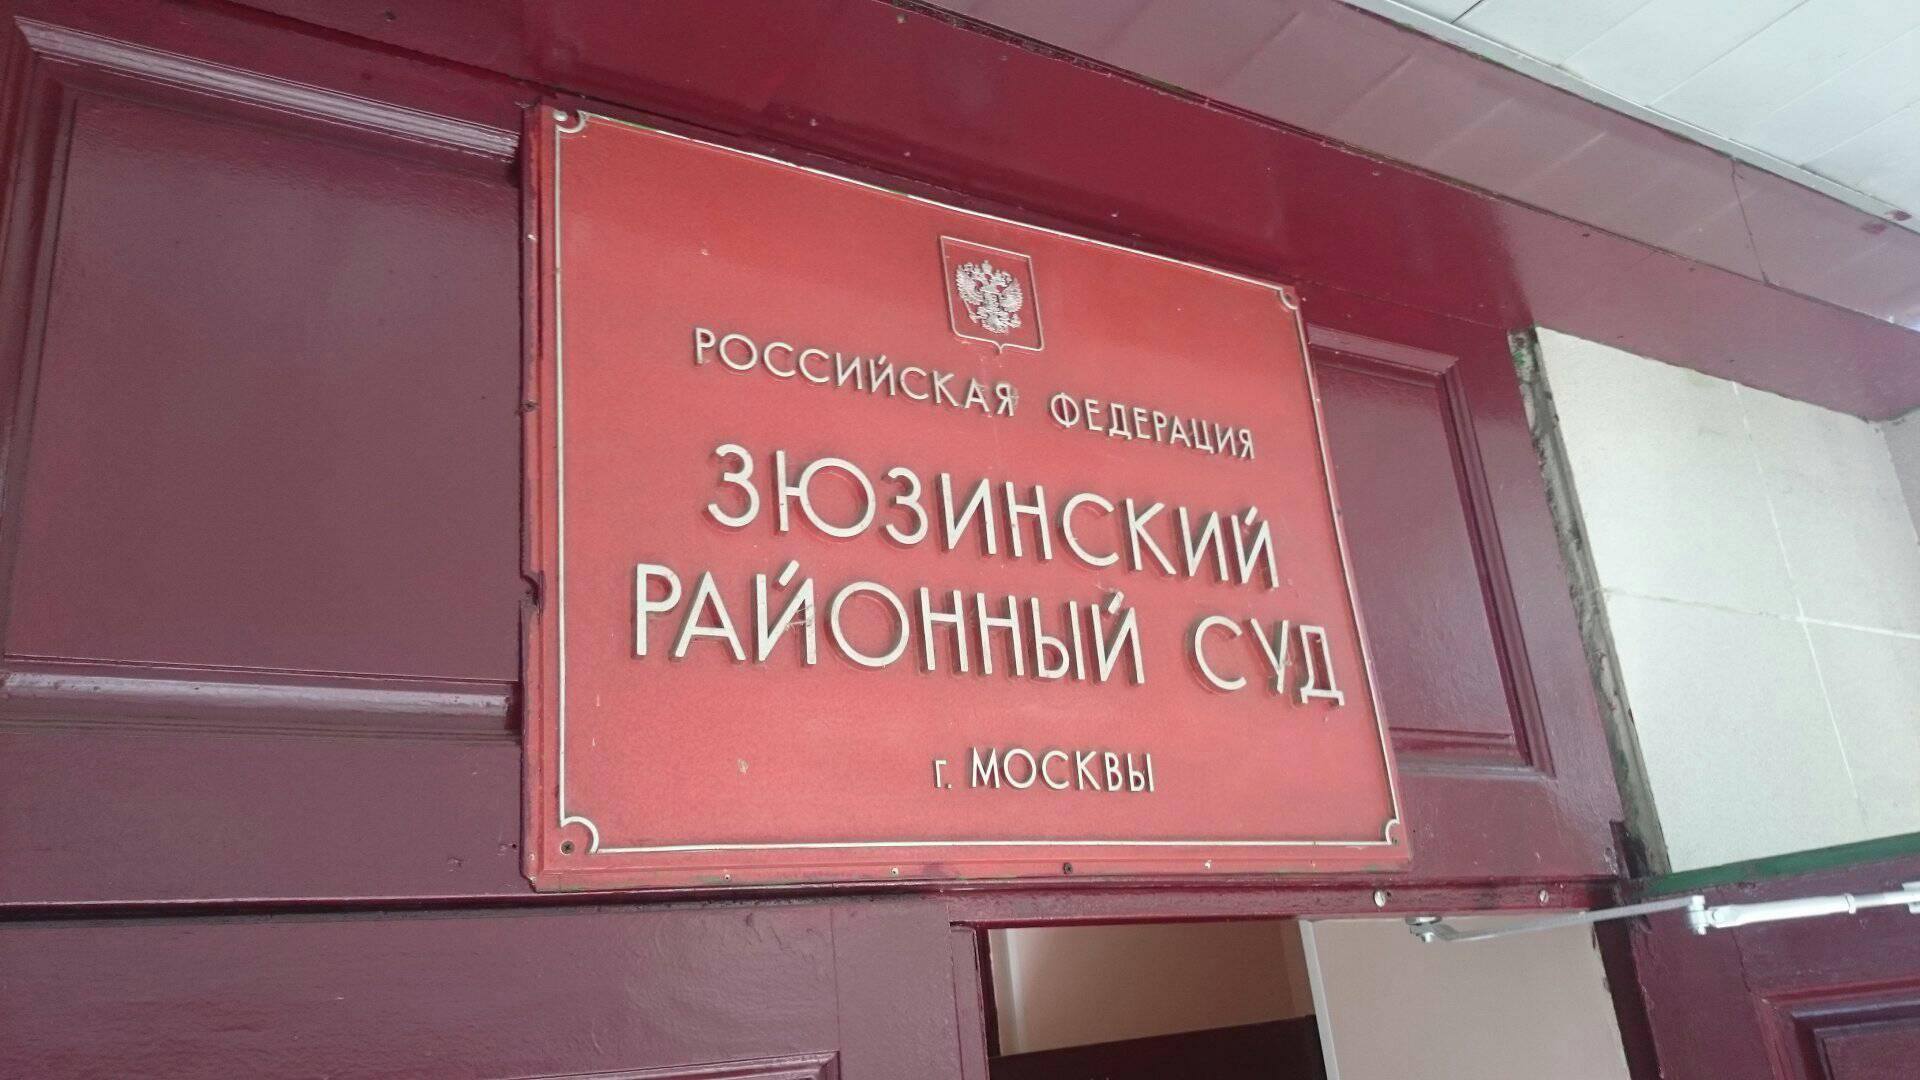 РОССИЙСКАЯ ФЕДЕРАЦИЯ
ЗЮЗИНСКИЙ
РАЙОННЫЙ СУД
г. МОСКВЫ